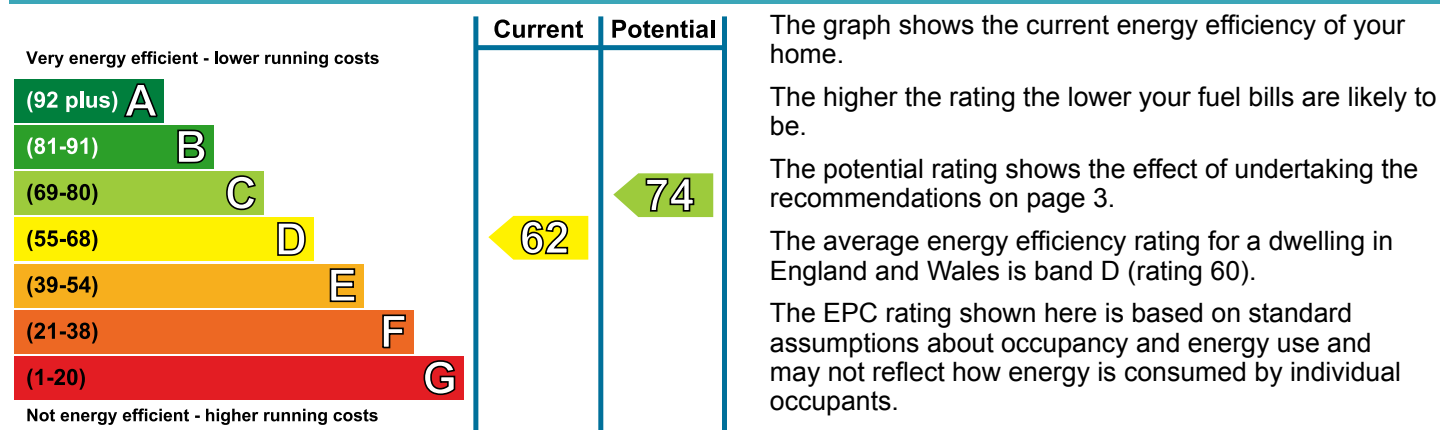 Current Potential
Very energy efficient - lower running costs
(92 plus) A
(81-91) B
(69-80) C
(55-68) D
(39-54) E
(21-38) F
(1-20) G
Not energy efficient - higher running costs
62
74
The graph shows the current energy efficiency of your
home.
The higher the rating the lower your fuel bills are likely to
be.
The potential rating shows the effect of undertaking the
recommendations on page 3.
The average energy efficiency rating for a dwelling in
England and Wales is band D (rating 60).
The EPC rating shown here is based on standard
assumptions about occupancy and energy use and
may not reflect how energy is consumed by individual
occupants.